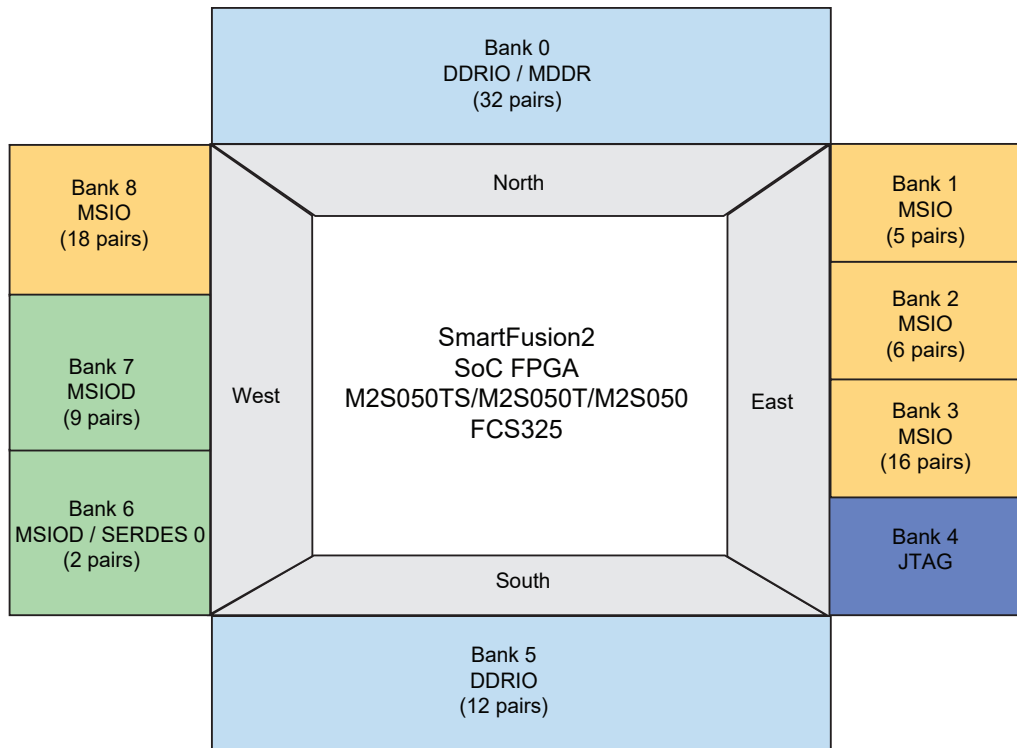 Bank 0
DDRIO / MDDR
(32 pairs)
North
Bank 8
MSIO
(18 pairs)
Bank 1
MSIO
(5 pairs)
Bank 7
MSIOD
(9 pairs)
West
SmartFusion2
SoC FPGA
M2S050TS/M2S050T/M2S050
FCS325
East
Bank 2
MSIO
(6 pairs)
Bank 3
MSIO
(16 pairs)
Bank 6
MSIOD / SERDES 0
(2 pairs)
Bank 4
JTAG
South
Bank 5
DDRIO
(12 pairs)